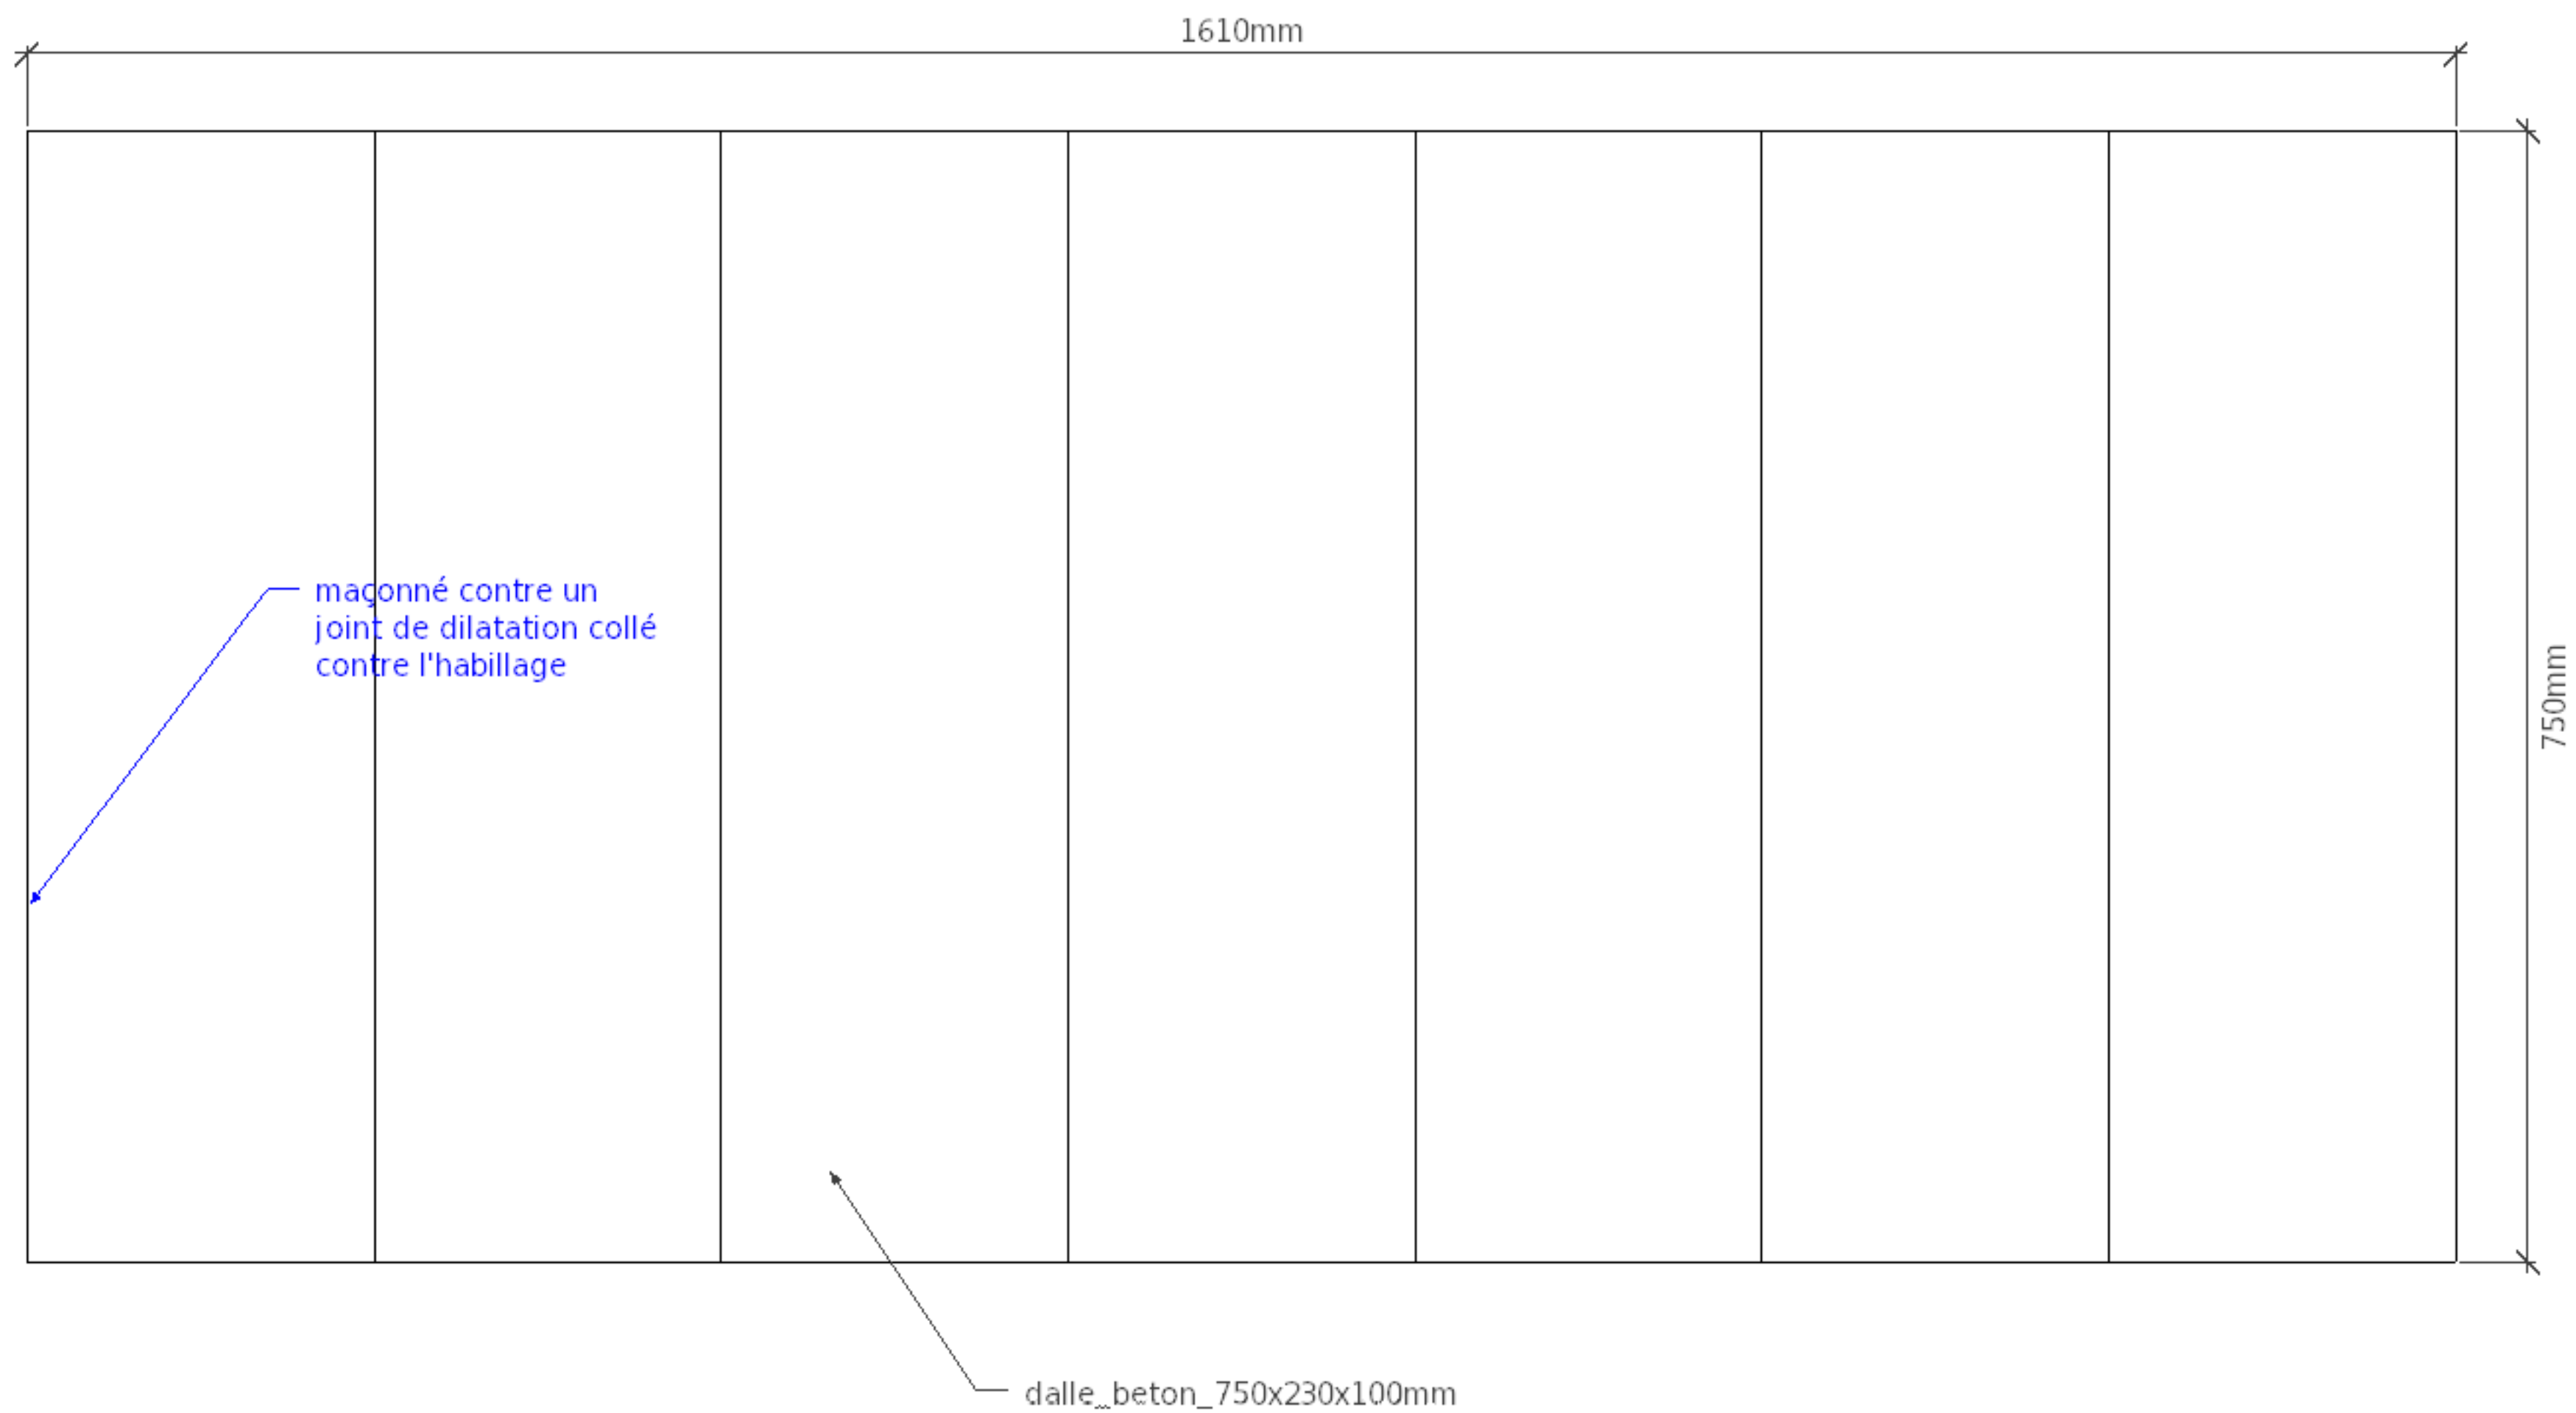 1610mm
maçonné contre un
joint de dilatation collé
contre l'habillage
750mm
dalle_beton_750x230x100mm